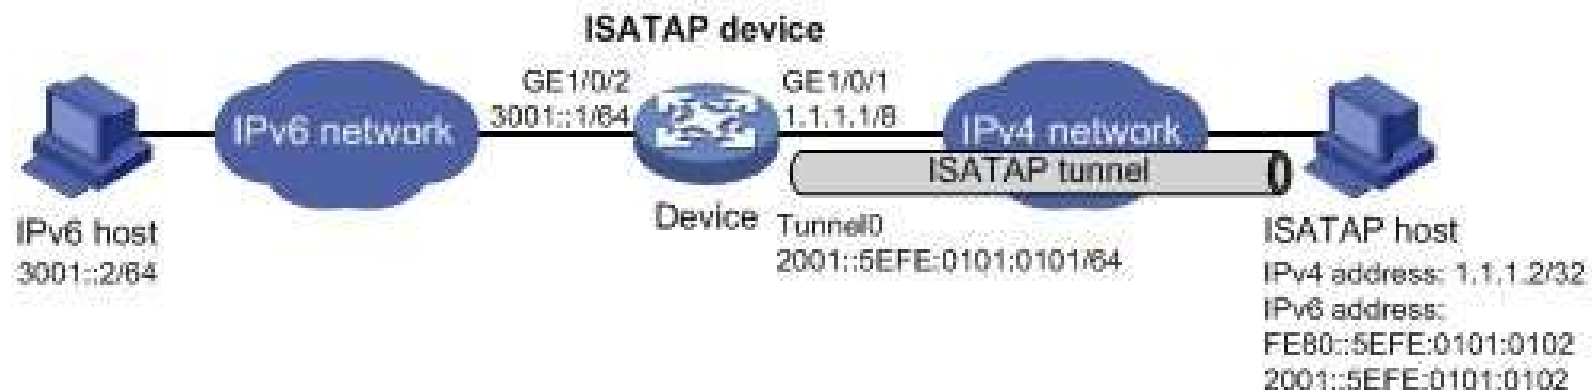 ISATAP device
GE1/0/2
3001::1/64
GE1/0/1
1.1.1.1/8
IPv6 network
IPv4 network
ISATAP tunnel
Device
Tunnel0
2001::5EFE:0101:0101/64
IPv6 host
3001::2/64
ISATAP host
IPv4 address: 1.1.1.2/32
IPv6 address:
FE80::5EFE:0101:0102
2001::5EFE:0101:0102